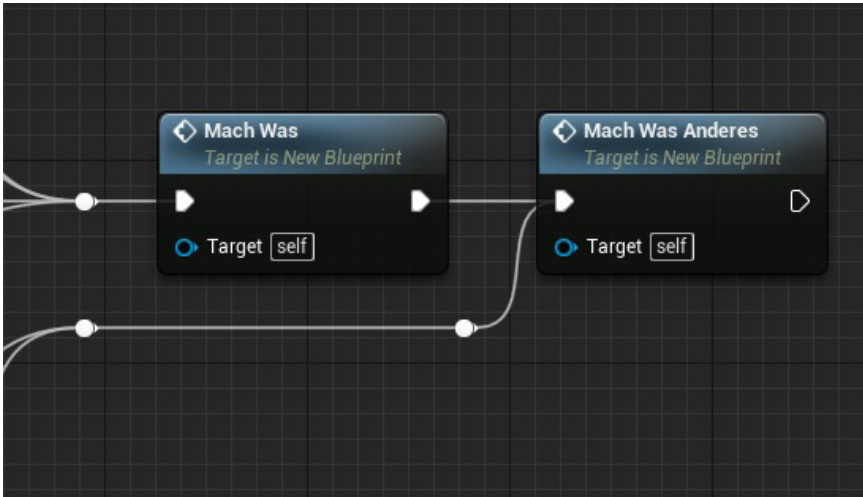 Mach Was
Target is New Blueprint
Target self
Mach Was Anderes
Target is New Blueprint
Target self